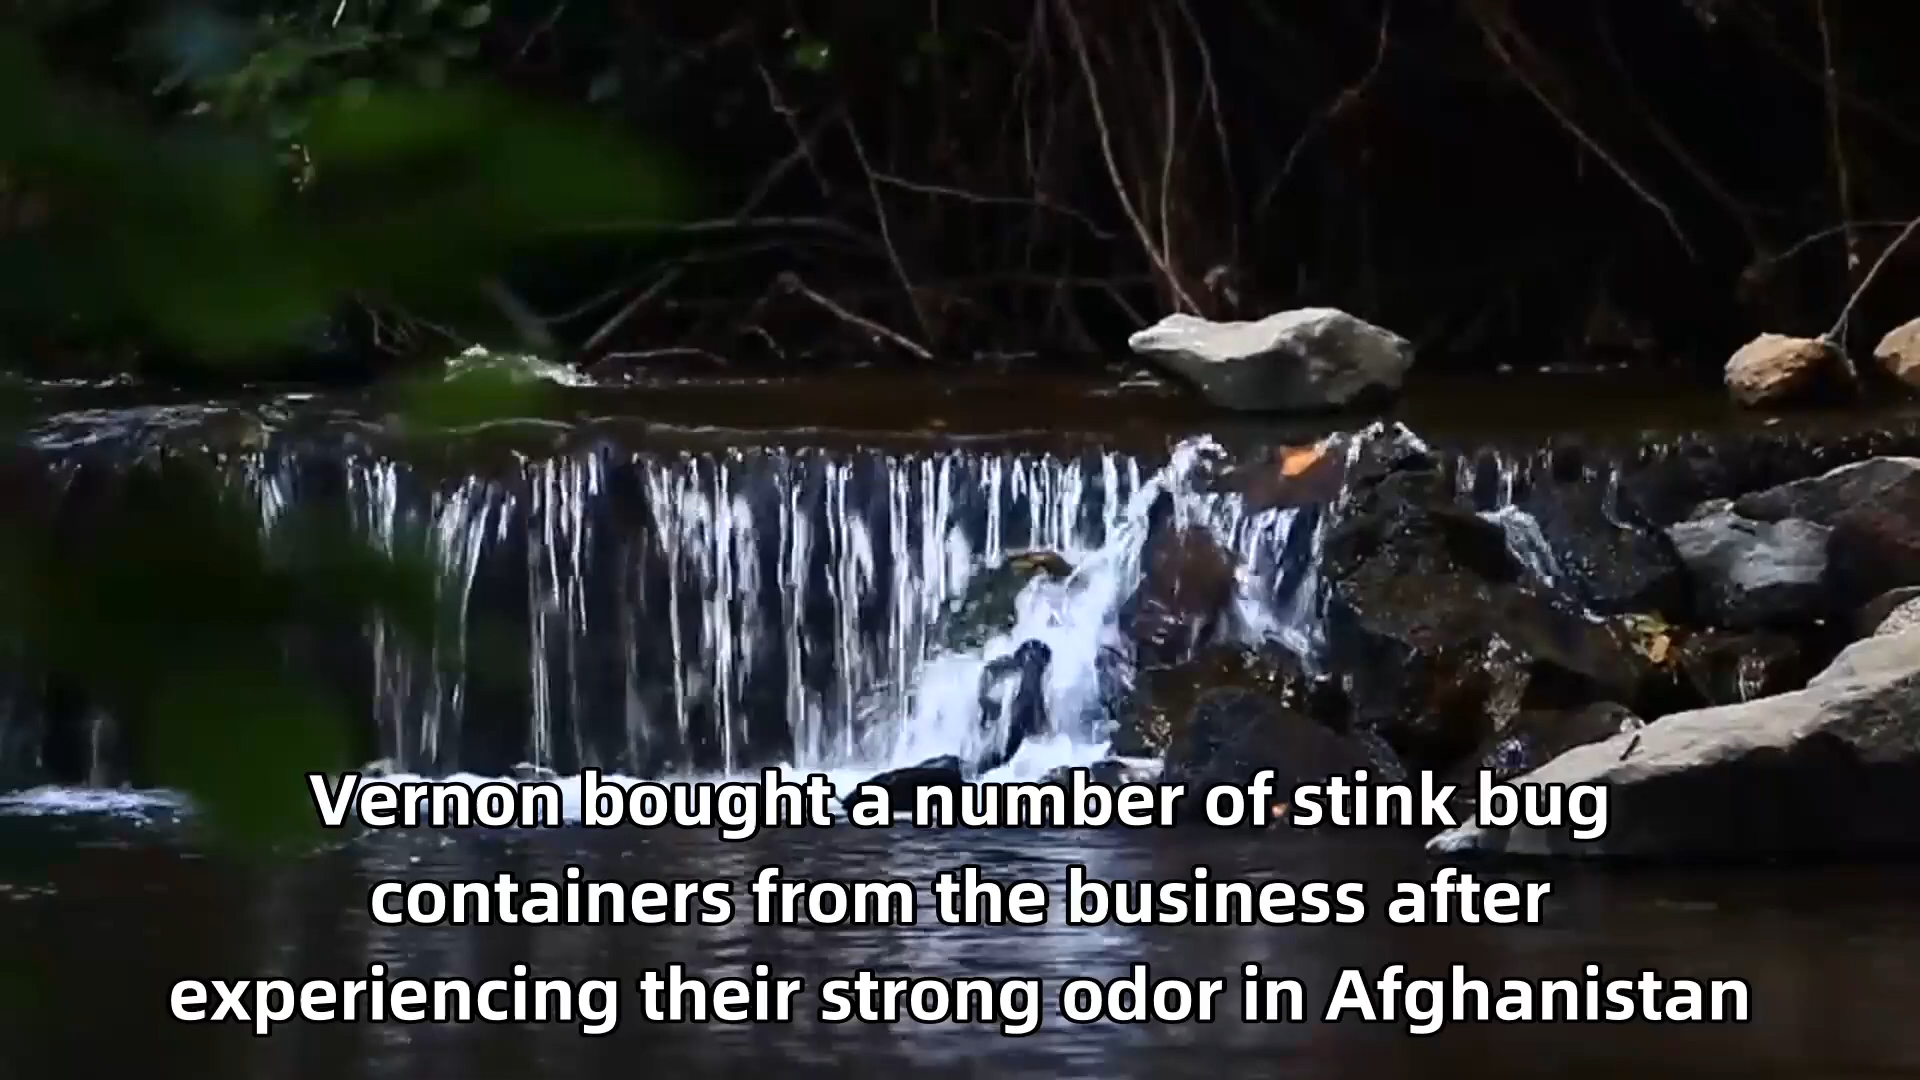 Vernon bought a number of stink bug
containers from the business after
experiencing their strong odor in Afghanistan